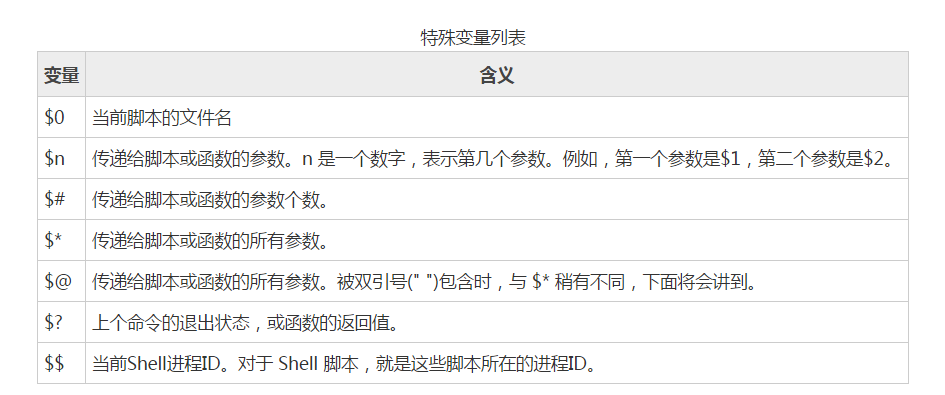 特殊变量列表
变量 含义
$0 当前脚本的文件名
$n 传递给脚本或函数的参数。n 是一个数字，表示第几个参数。例如，第一个参数是$1，第二个参数是$2。
$# 传递给脚本或函数的参数个数。
$* 传递给脚本或函数的所有参数。
$@ 传递给脚本或函数的所有参数。被双引号(" ")包含时，与 $* 稍有不同，下面将会讲到。
$? 上个命令的退出状态，或函数的返回值。
$$ 当前Shell进程ID。对于 Shell 脚本，就是这些脚本所在的进程ID。